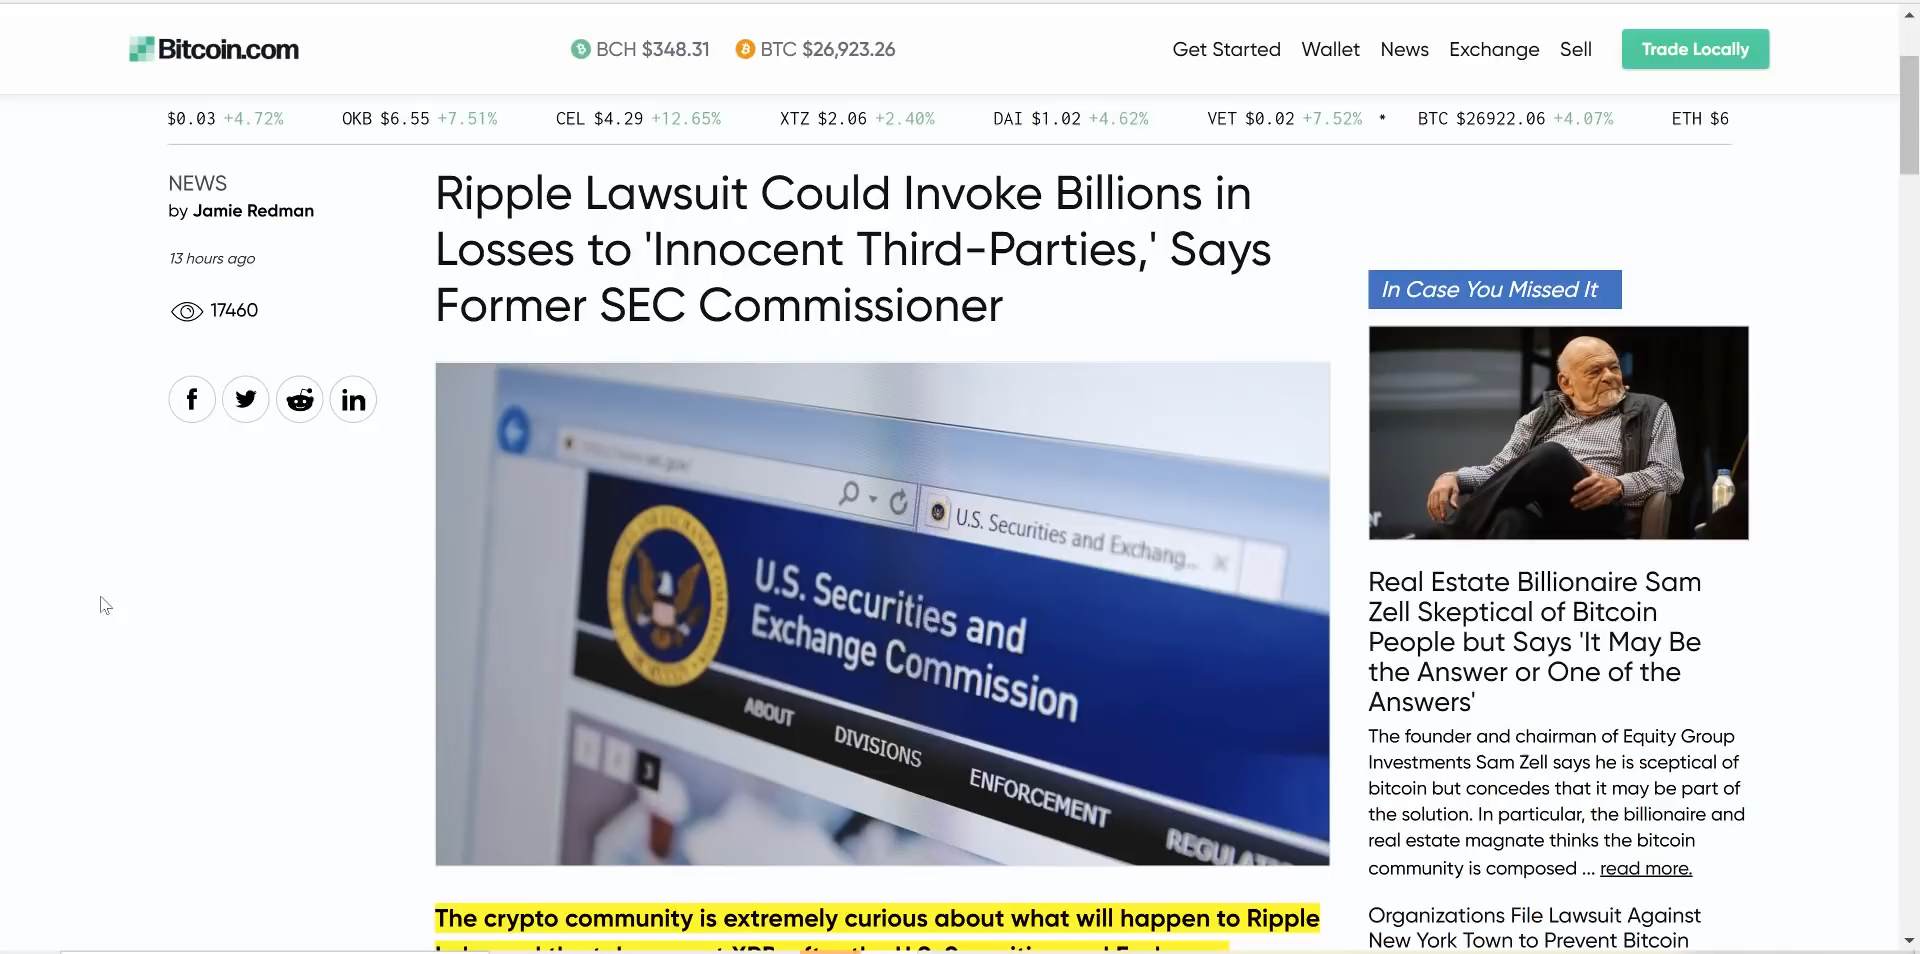 Bitcoin.com
BCH $348.31
BTC $26,923.26
Get Started
Wallet
News
Exchange
Sell
Trade Locally
$0.03 +4.72%
OKB $6.55 +7.51%
CEL $4.29 +12.65%
XTZ $2.06 +2.40%
DAI $1.02 +4.62%
VET $0.02 +7.52% *
BTC $26922.06 +4.07%
ETH $6
NEWS
by Jamie Redman
13 hours ago
17460
Ripple Lawsuit Could Invoke Billions in
Losses to 'Innocent Third-Parties,' Says
Former SEC Commissioner
U.S. Securities and Exchang...
U.S. Securities and
Exchange Commission
ABOUT
DIVISIONS
ENFORCEMENT
1 2 3
The crypto community is extremely curious about what will happen to Ripple
In Case You Missed It
Real Estate Billionaire Sam
Zell Skeptical of Bitcoin
People but Says 'It May Be
the Answer or One of the
Answers'
The founder and chairman of Equity Group
Investments Sam Zell says he is sceptical of
bitcoin but concedes that it may be part of
the solution. In particular, the billionaire and
real estate magnate thinks the bitcoin
community is composed ... read more.
Organizations File Lawsuit Against
New York Town to Prevent Bitcoin